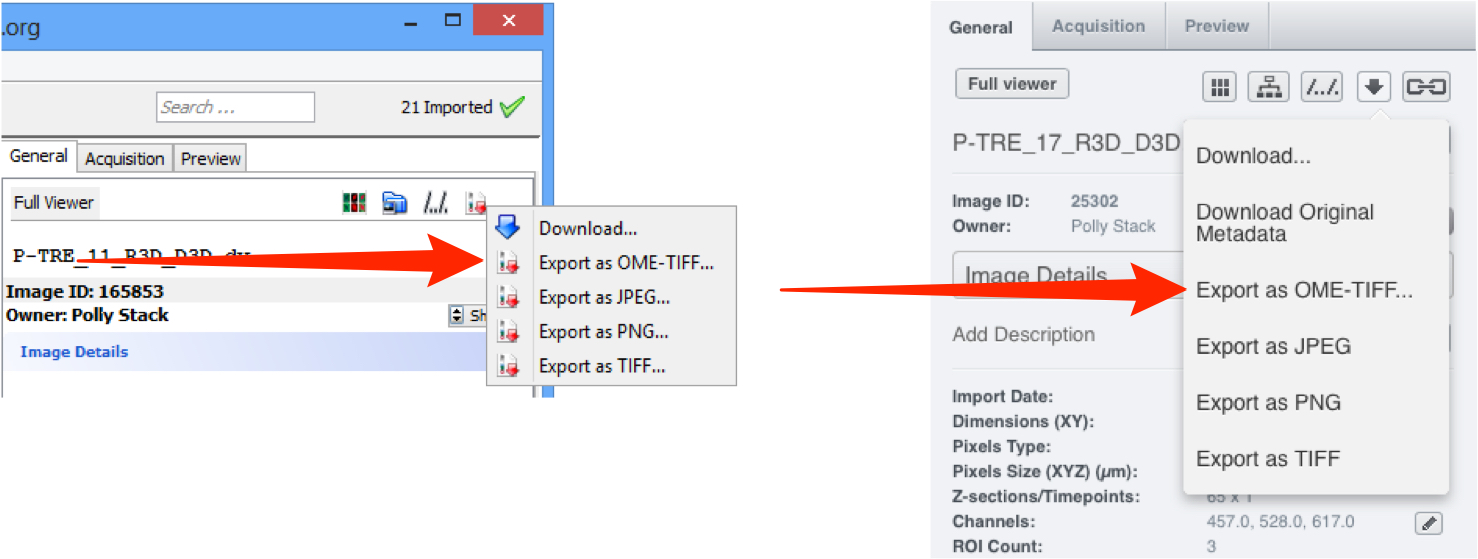 .org
Search ...
21 Imported
General Acquisition Preview
Full Viewer
/../.
P-TRE_11_R3D_D3D.dv
Image ID: 165853
Owner: Polly Stack
Sh
Image Details
Download...
Export as OME-TIFF...
Export as JPEG...
Export as PNG...
Export as TIFF...
General Acquisition Preview
Full viewer
/../.
P-TRE_17_R3D_D3D
Image ID: 25302
Owner: Polly Stack
Image Details
Add Description
Import Date:
Dimensions (XY):
Pixels Type:
Pixels Size (XYZ) (µm):
Z-sections/Timepoints: 65 x 1
Channels: 457.0, 528.0, 617.0
ROI Count: 3
Download...
Download Original
Metadata
Export as OME-TIFF...
Export as JPEG
Export as PNG
Export as TIFF